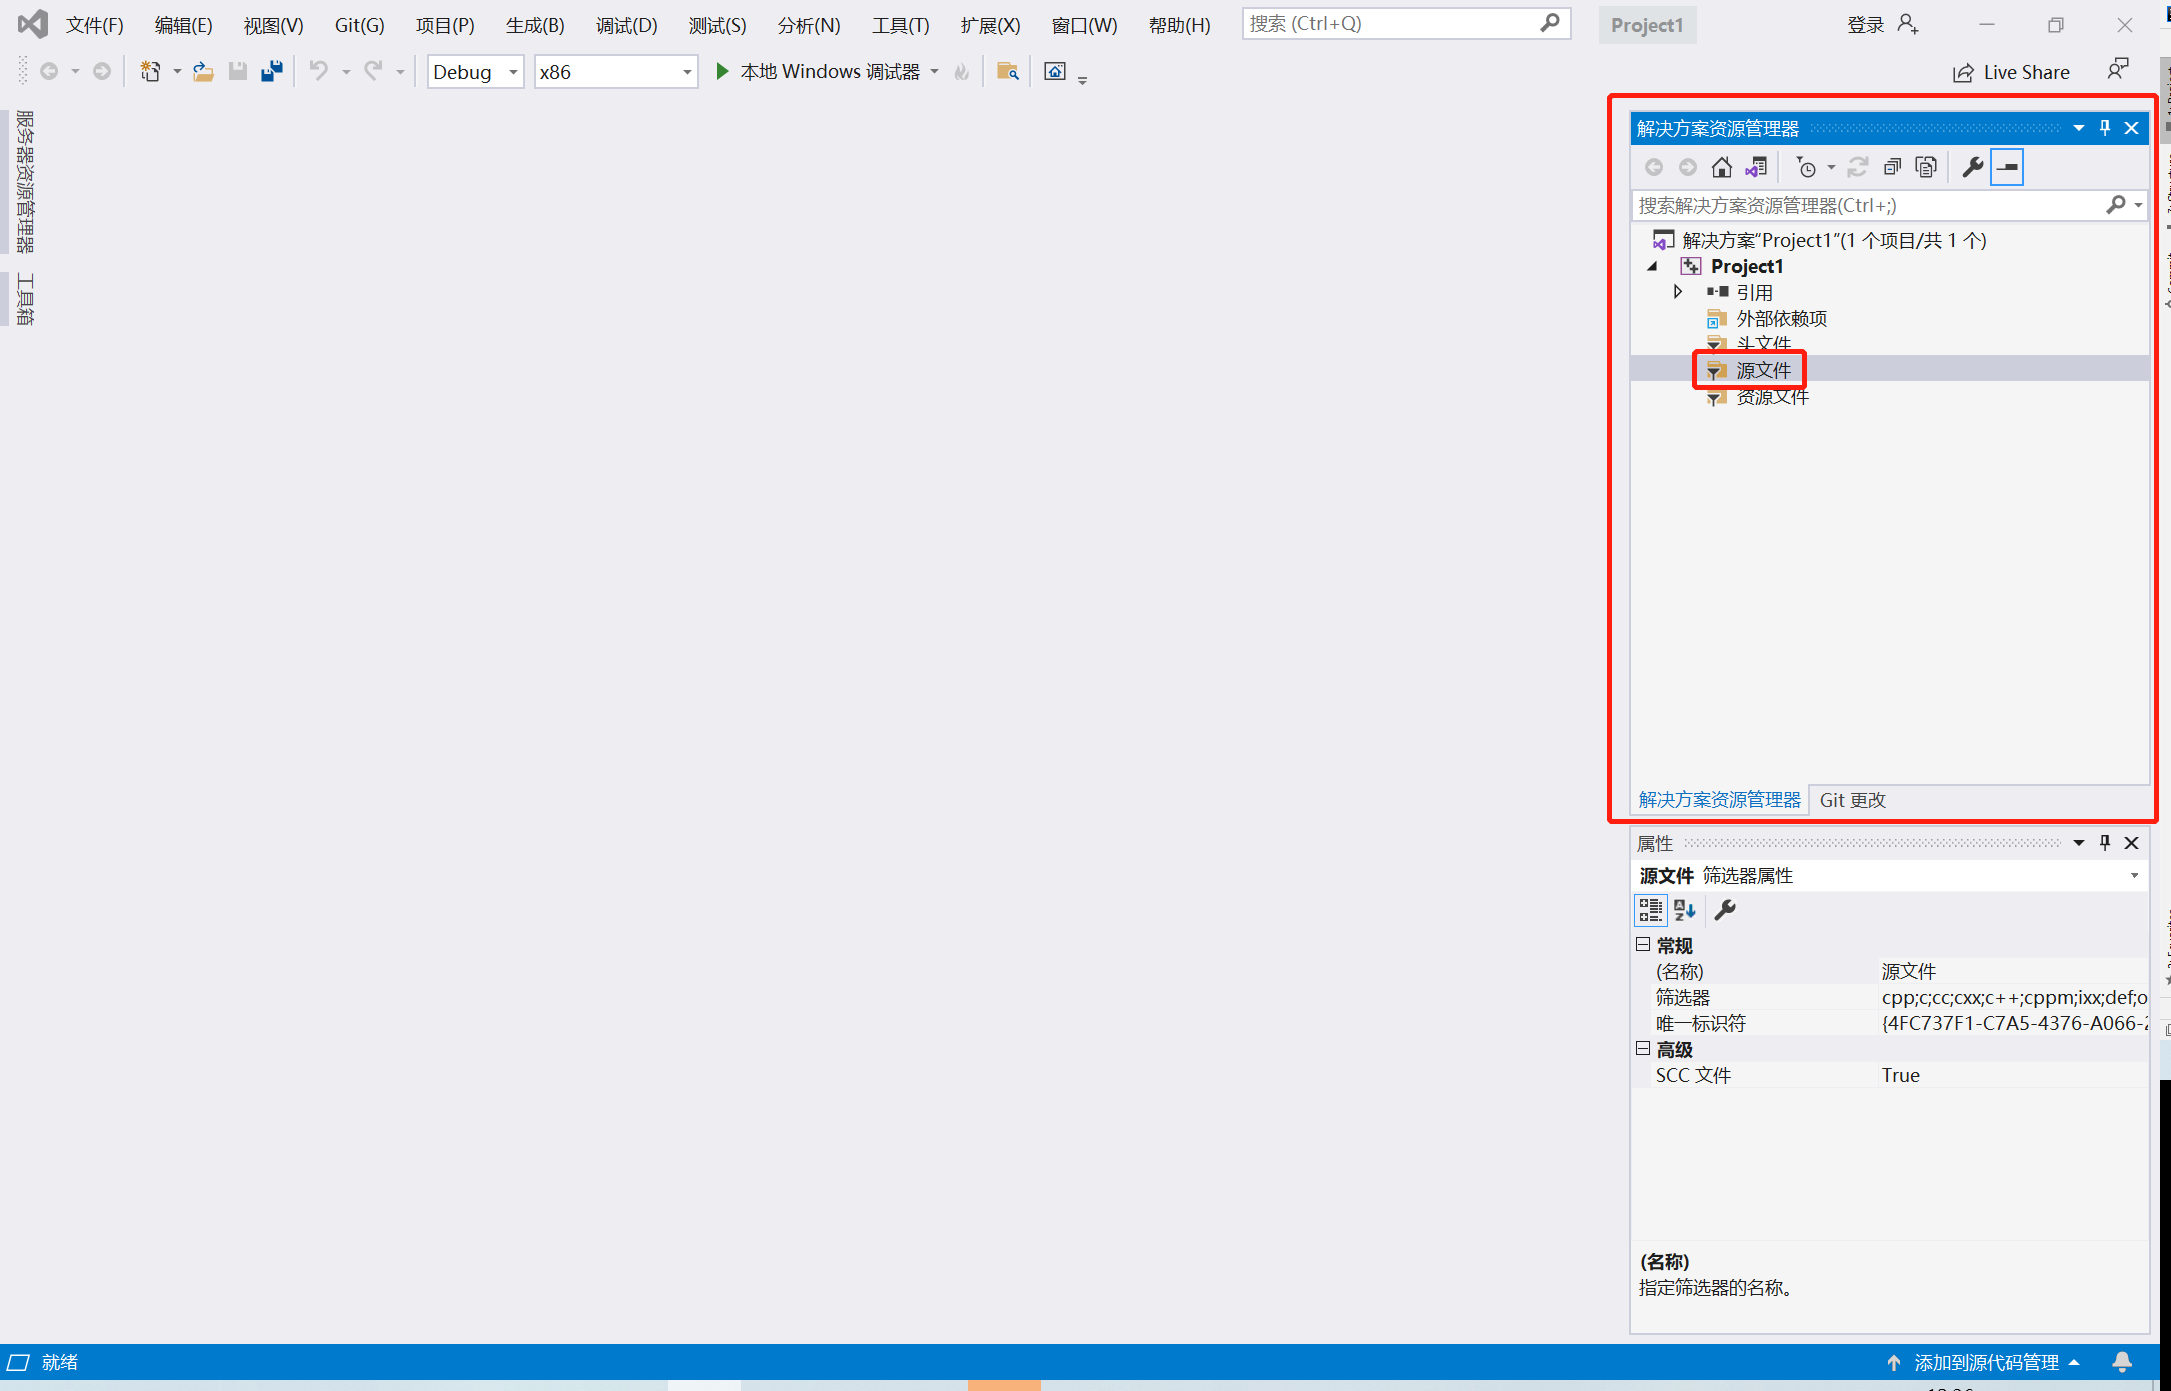 文件(F) 编辑(E) 视图(V) Git(G) 项目(P) 生成(B) 调试(D) 测试(S) 分析(N) 工具(T) 扩展(X) 窗口(W) 帮助(H) 搜索 (Ctrl+Q) Project1 登录
Debug x86 本地 Windows 调试器 Live Share
服务器资源管理器
工具箱
解决方案资源管理器
搜索解决方案资源管理器(Ctrl+;)
解决方案“Project1”(1 个项目/共 1 个)
Project1
引用
外部依赖项
头文件
源文件
资源文件
解决方案资源管理器 Git 更改
属性
源文件 筛选器属性
常规
(名称) 源文件
筛选器 cpp;c;cc;cxx;c++;cppm;ixx;def;o
唯一标识符 {4FC737F1-C7A5-4376-A066-2
高级
SCC 文件 True
(名称)
指定筛选器的名称。
就绪 添加到源代码管理